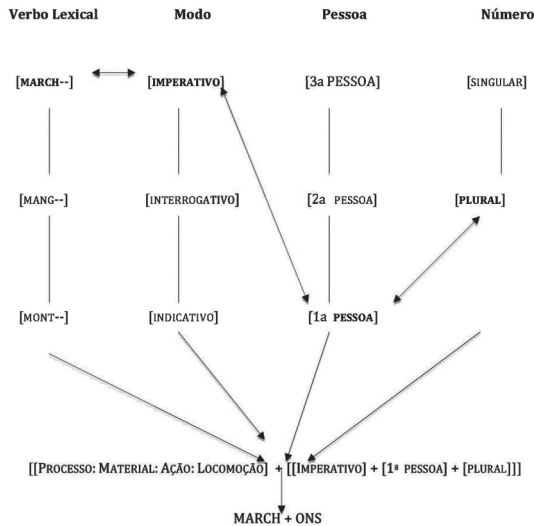 Verbo Lexical Modo Pessoa Número
[MARCH--] [IMPERATIVO] [3a PESSOA] [SINGULAR]
[MANG--] [INTERROGATIVO] [2a PESSOA] [PLURAL]
[MONT--] [INDICATIVO] [1a PESSOA]
[[PROCESSO: MATERIAL: AÇÃO: LOCOMOÇÃO] + [[IMPERATIVO] + [1ª PESSOA] + [PLURAL]]]
MARCH + ONS